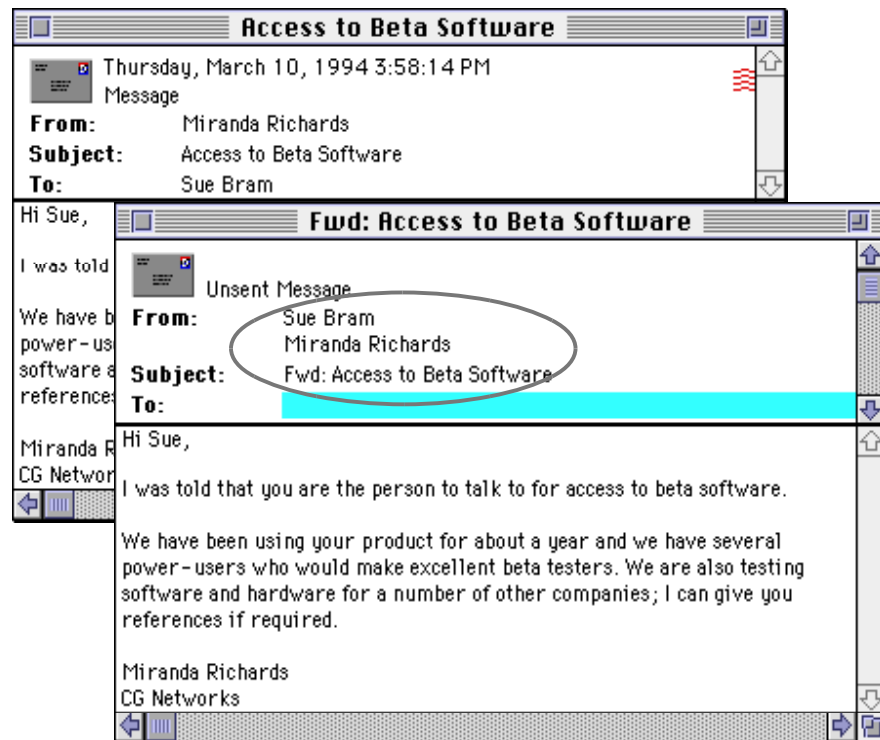 Access to Beta Software
Thursday, March 10, 1994 3:58:14 PM
Message
From: Miranda Richards
Subject: Access to Beta Software
To: Sue Bram
Hi Sue,
I was told
We have b
power-us
software a
reference
Miranda R
CG Networ
Fwd: Access to Beta Software
Unsent Message
From: Sue Bram
Miranda Richards
Subject: Fwd: Access to Beta Software
To:
Hi Sue,
I was told that you are the person to talk to for access to beta software.
We have been using your product for about a year and we have several
power-users who would make excellent beta testers. We are also testing
software and hardware for a number of other companies; I can give you
references if required.
Miranda Richards
CG Networks